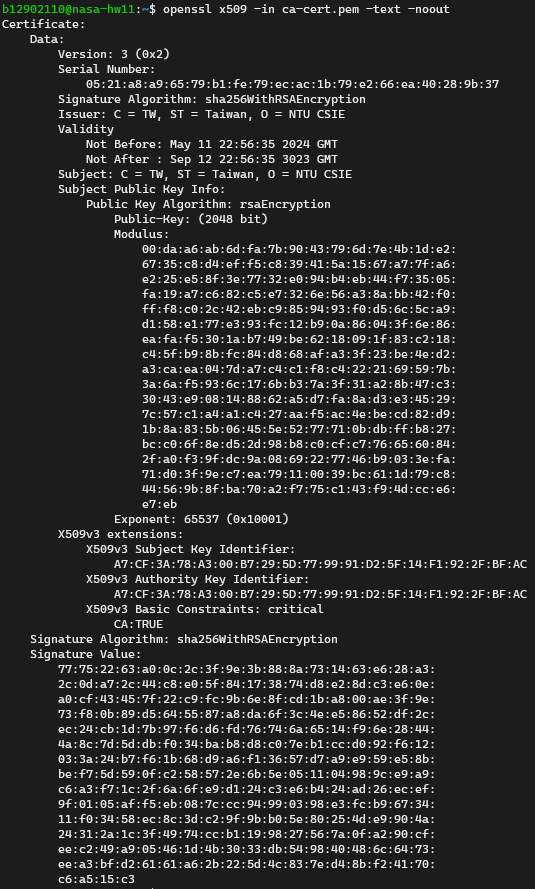 b12902110@nasa-hw11:~$ openssl x509 -in ca-cert.pem -text -noout
Certificate:
Data:
Version: 3 (0x2)
Serial Number:
05:21:a8:a9:65:79:b1:fe:79:ec:ac:1b:79:e2:66:ea:40:28:9b:37
Signature Algorithm: sha256WithRSAEncryption
Issuer: C = TW, ST = Taiwan, O = NTU CSIE
Validity
Not Before: May 11 22:56:35 2024 GMT
Not After : Sep 12 22:56:35 3023 GMT
Subject: C = TW, ST = Taiwan, O = NTU CSIE
Subject Public Key Info:
Public Key Algorithm: rsaEncryption
Public-Key: (2048 bit)
Modulus:
00:da:a6:ab:6d:fa:7b:90:43:79:6d:7e:4b:1d:e2:
67:35:c8:d4:ef:f5:c8:39:41:5a:15:67:a7:7f:a6:
e2:25:e5:8f:3e:77:32:e0:94:b4:eb:44:f7:35:05:
fa:19:a7:c6:82:c5:e7:32:6e:56:a3:8a:bb:42:f0:
ff:f8:c0:2c:42:eb:c9:85:94:93:f0:d5:6c:5c:a9:
d1:58:e1:77:e3:93:fc:12:b9:0a:86:04:3f:6e:86:
ea:fa:f5:30:1a:b7:49:be:62:18:09:1f:83:c2:18:
c4:5f:b9:8b:fc:84:d8:68:af:a3:3f:23:be:4e:d2:
a3:ca:ea:04:7d:a7:c4:c1:f8:c4:22:21:69:59:7b:
3a:6a:f5:93:6c:17:6b:b3:7a:3f:31:a2:8b:47:c3:
30:43:e9:08:14:88:62:a5:d7:fa:8a:d3:e3:45:29:
7c:57:c1:a4:a1:c4:27:aa:f5:ac:4e:be:cd:82:d9:
1b:8a:83:5b:06:45:5e:52:77:71:0b:db:ff:b8:27:
bc:c0:6f:8e:d5:2d:98:b8:c0:cf:c7:76:65:60:84:
2f:a0:f3:9f:dc:9a:08:69:22:77:46:b9:03:3e:fa:
71:d0:3f:9e:c7:ea:79:11:00:39:bc:61:1d:79:c8:
44:56:9b:8f:ba:70:a2:f7:75:c1:43:f9:4d:cc:e6:
e7:eb
Exponent: 65537 (0x10001)
X509v3 extensions:
X509v3 Subject Key Identifier:
A7:CF:3A:78:A3:00:B7:29:5D:77:99:91:D2:5F:14:F1:92:2F:BF:AC
X509v3 Authority Key Identifier:
A7:CF:3A:78:A3:00:B7:29:5D:77:99:91:D2:5F:14:F1:92:2F:BF:AC
X509v3 Basic Constraints: critical
CA:TRUE
Signature Algorithm: sha256WithRSAEncryption
Signature Value:
77:75:22:63:a0:0c:2c:3f:9e:3b:88:8a:73:14:63:e6:28:a3:
2c:0d:a7:2c:44:c8:e0:5f:84:17:38:74:d8:e2:8d:c3:e6:0e:
a0:cf:43:45:7f:22:c9:fc:9b:6e:8f:cd:1b:a8:00:ae:3f:9e:
73:f8:0b:89:d5:64:55:87:a8:da:6f:3c:4e:e5:86:52:df:2c:
ec:24:cb:1d:7b:97:f6:d6:fd:76:74:6a:65:14:f9:6e:28:44:
4a:8c:7d:5d:db:f0:34:ba:b8:d8:c0:7e:b1:cc:d0:92:f6:12:
03:3a:24:b7:f6:1b:68:d9:a6:f1:36:57:d7:a9:e9:59:e5:8b:
be:f7:5d:59:0f:c2:58:57:2e:6b:5e:05:11:04:98:9c:e9:a9:
c6:a3:f7:1c:2f:6a:6f:e9:d1:24:c3:e6:b4:24:ad:26:ec:ef:
9f:01:05:af:f5:eb:08:7c:cc:94:99:03:98:e3:fc:b9:67:34:
11:f0:34:58:ec:8c:3d:c2:9f:9b:b0:5e:80:25:4d:e9:90:4a:
24:31:2a:1c:3f:49:74:cc:b1:19:98:27:56:7a:0f:a2:90:cf:
ee:c2:49:a9:05:46:1d:4b:30:33:db:54:98:40:48:6c:64:73:
ee:a3:bf:d2:61:61:a6:2b:22:5d:4c:83:7e:d4:8b:f2:41:70:
c6:a5:15:c3